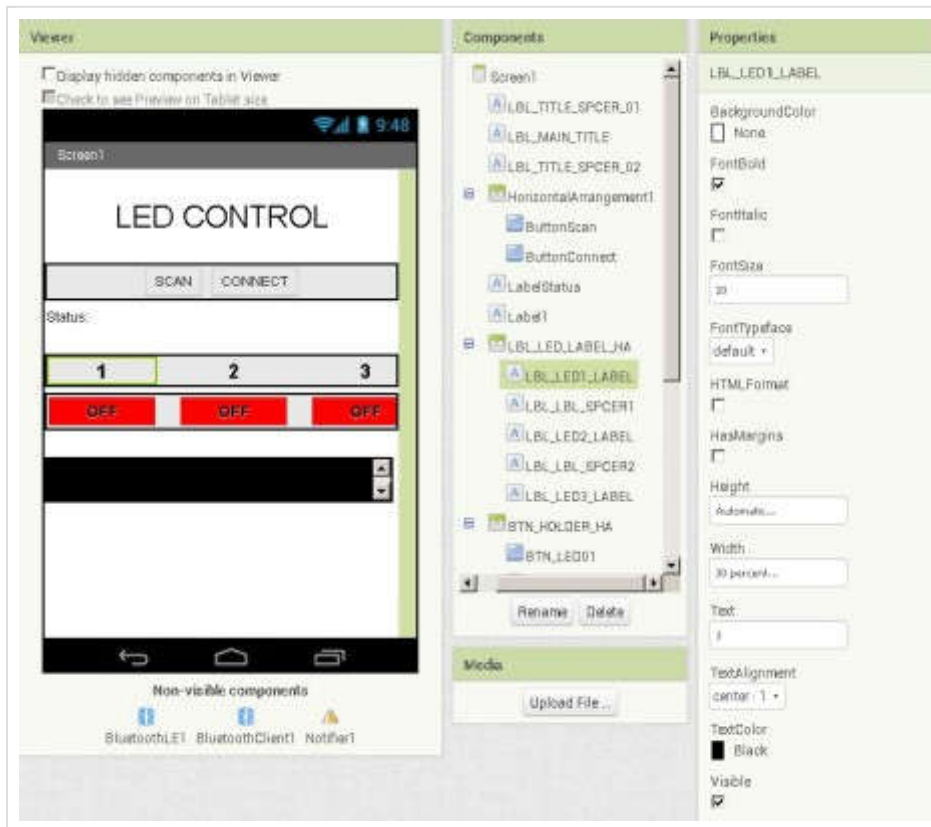 Viewer
Display hidden components in Viewer
Check to see Preview on Tablet size
9:48
Screen1
LED CONTROL
SCAN CONNECT
Status:
1 2 3
OFF OFF OFF
Non-visible components
BluetoothLE1 BluetoothClient1 Notifier1
Components
Screen1
LBL_TITLE_SPCER_01
LBL_MAIN_TITLE
LBL_TITLE_SPCER_02
HorizontalArrangement1
ButtonScan
ButtonConnect
LabelStatus
Label1
LBL_LED_LABEL_HA
LBL_LED1_LABEL
LBL_LBL_SPCER1
LBL_LED2_LABEL
LBL_LBL_SPCER2
LBL_LED3_LABEL
BTN_HOLDER_HA
BTN_LED01
Rename Delete
Media
Upload File ...
Properties
LBL_LED1_LABEL
BackgroundColor
None
FontBold
FontItalic
FontSize
FontTypeface
default
HTMLFormat
HasMargins
Height
Automatic...
Width
30 percent...
Text
TextAlignment
center : 1
TextColor
Black
Visible